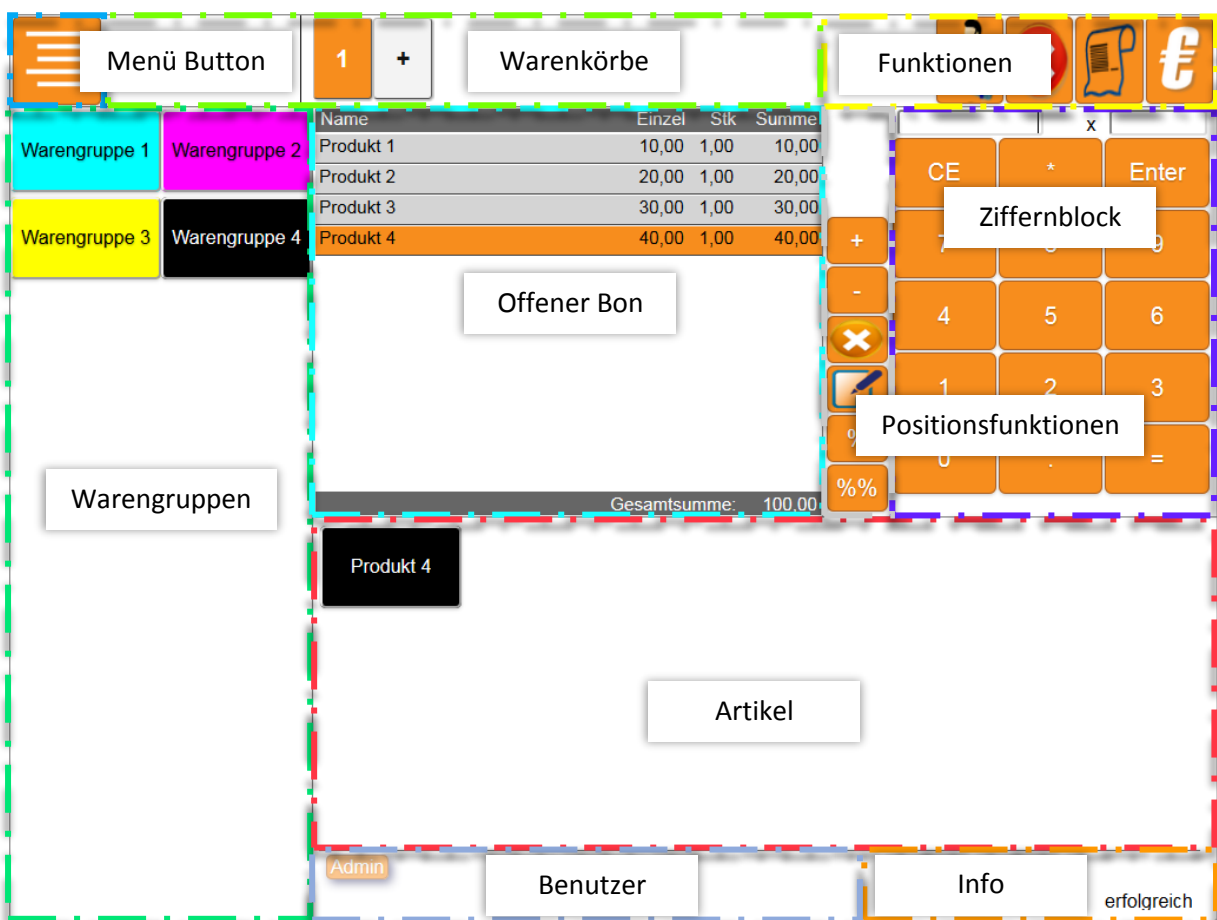 Menü Button
1
+
Warenkörbe
Funktionen
€
Warengruppe 1
Warengruppe 2
Warengruppe 3
Warengruppe 4
Warengruppen
Name Einzel Stk Summe
Produkt 1 10,00 1,00 10,00
Produkt 2 20,00 1,00 20,00
Produkt 3 30,00 1,00 30,00
Produkt 4 40,00 1,00 40,00
Offener Bon
Gesamtsumme: 100,00
+
-
%%
Positionsfunktionen
x
CE * Enter
Ziffernblock
7 9
4 5 6
1 2 3
0 . =
Produkt 4
Artikel
Admin
Benutzer
Info
erfolgreich